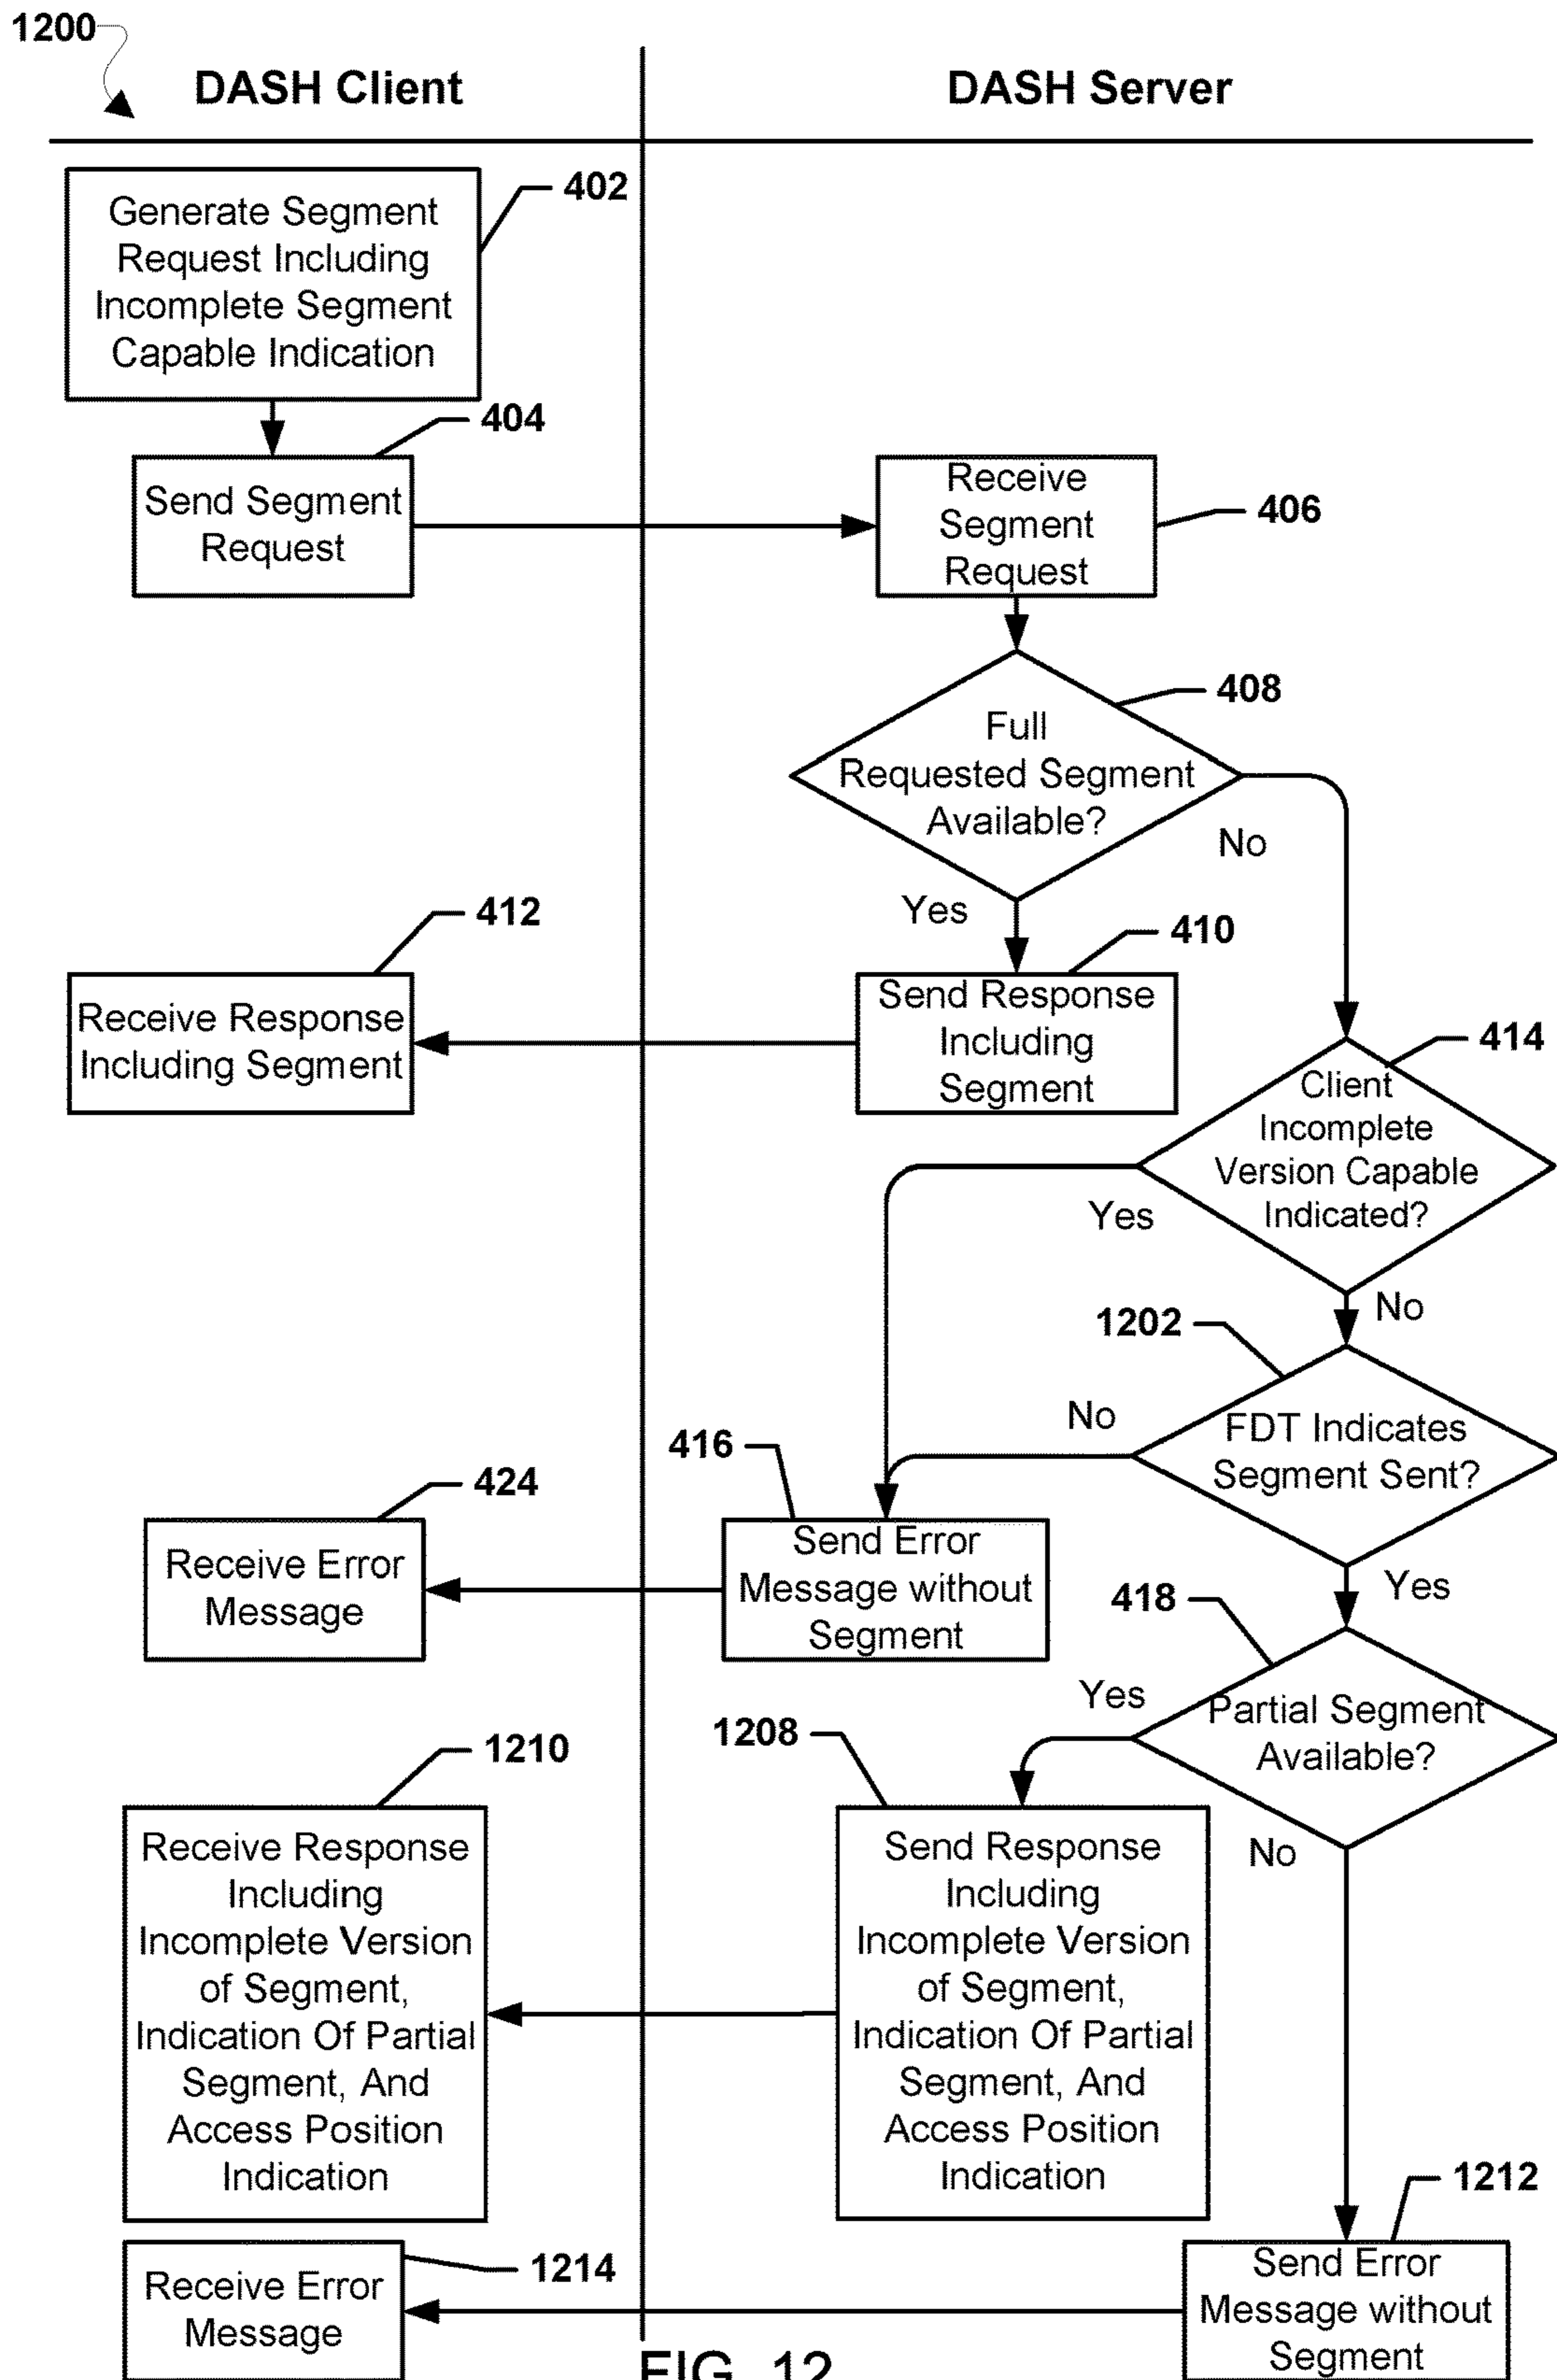 1200
DASH Client
DASH Server
402
Generate Segment
Request Including
Incomplete Segment
Capable Indication
404
Send Segment
Request
Receive
Segment
Request
406
408
Full
Requested Segment
Available?
No
Yes
412
410
Receive Response
Including Segment
Send Response
Including
Segment
414
Client
Incomplete
Version Capable
Indicated?
Yes
No
1202
FDT Indicates
Segment Sent?
No
Yes
416
424
Receive Error
Message
Send Error
Message without
Segment
418
Partial Segment
Available?
Yes
No
1208
1210
Receive Response
Including
Incomplete Version
of Segment,
Indication Of Partial
Segment, And
Access Position
Indication
Send Response
Including
Incomplete Version
of Segment,
Indication Of Partial
Segment, And
Access Position
Indication
1212
1214
Receive Error
Message
Send Error
Message without
Segment
FIG. 12